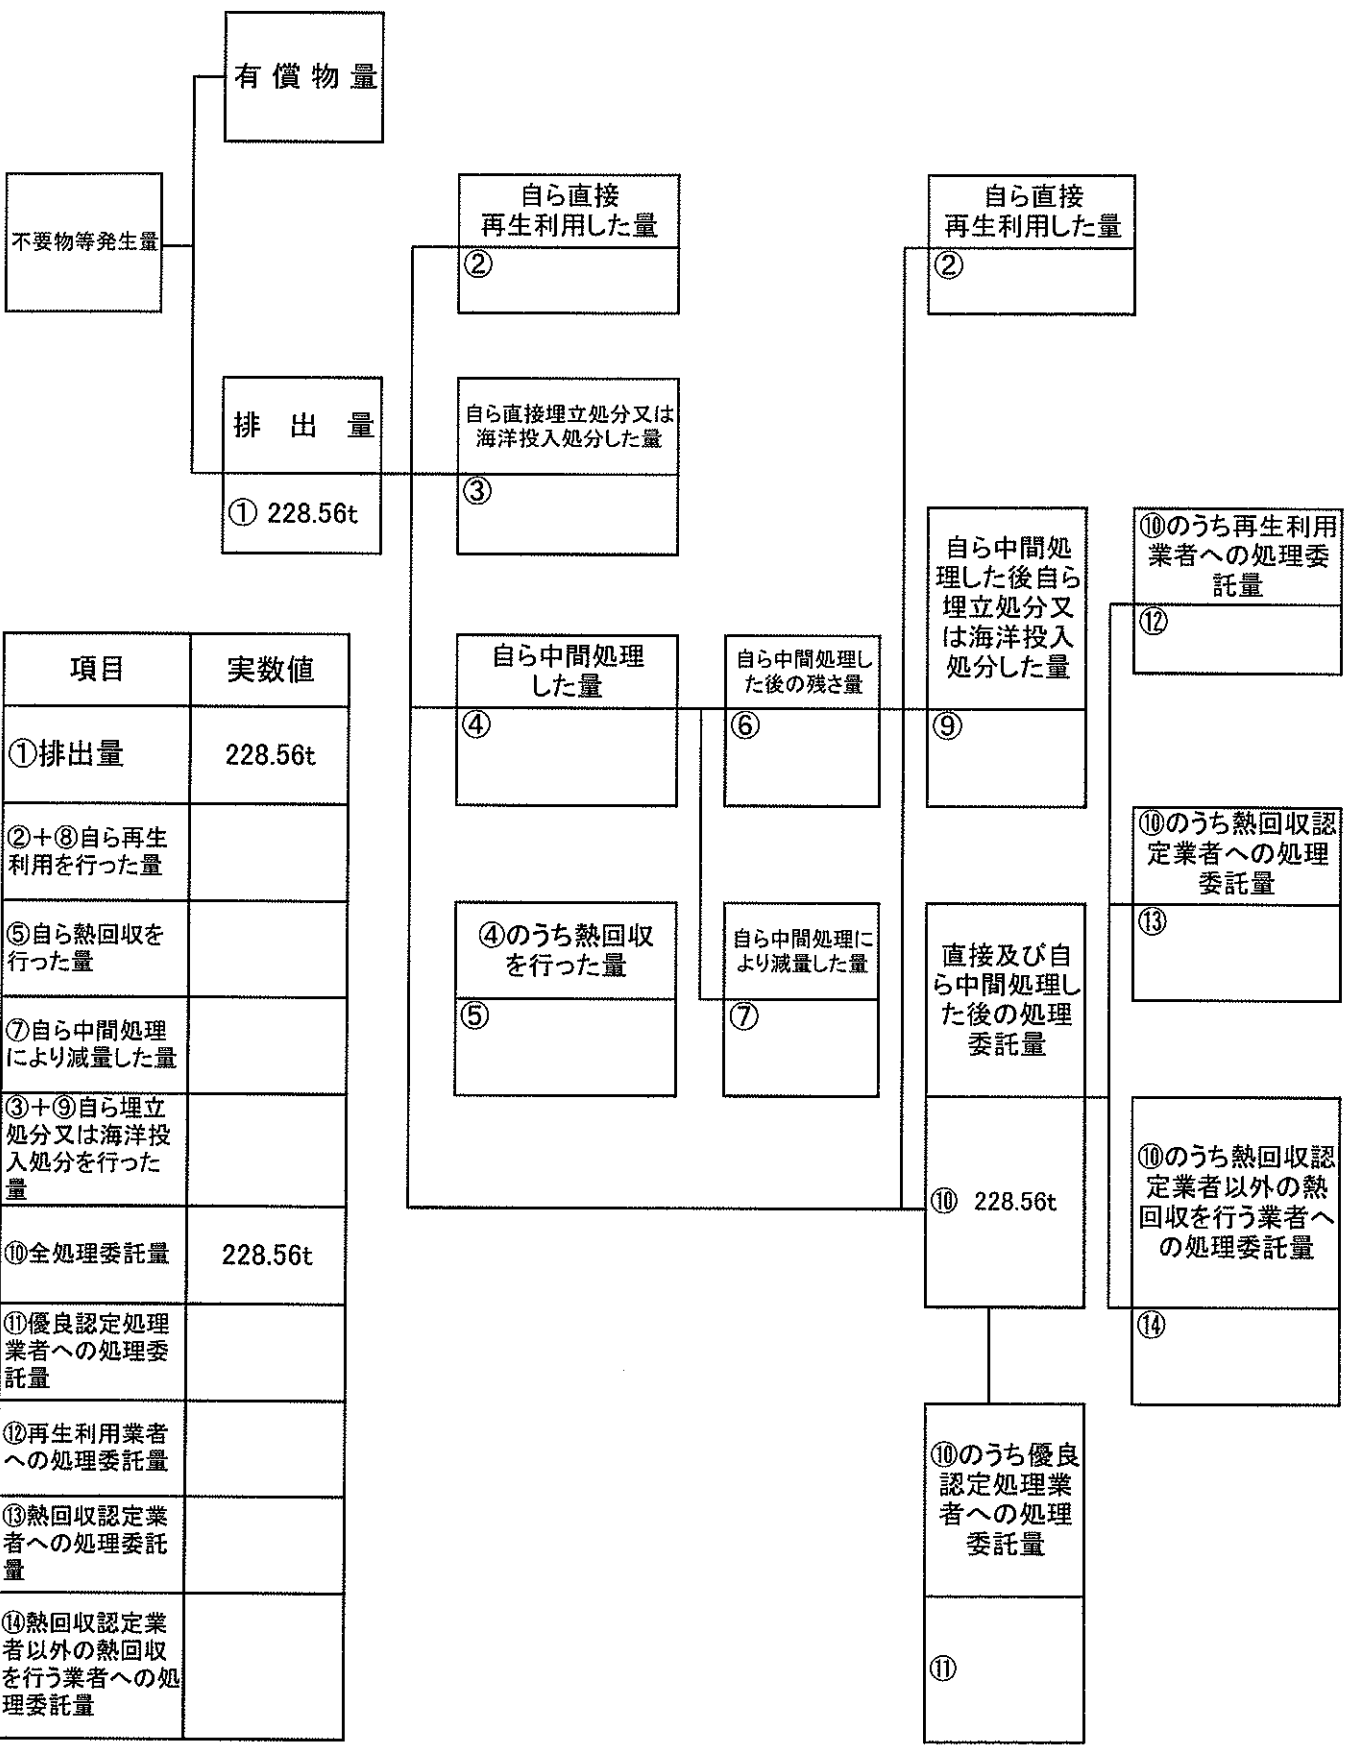 有償物量
不要物等発生量
自ら直接
再生利用した量
②
自ら直接
再生利用した量
②
排出量
① 228.56t
自ら直接埋立処分又は
海洋投入処分した量
③
自ら中間処理
した量
④
自ら中間処理し
た後の残さ量
⑥
自ら中間処
理した後自ら
埋立処分又
は海洋投入
処分した量
⑨
⑩のうち再生利用
業者への処理委
託量
⑫
④のうち熱回収
を行った量
⑤
自ら中間処理に
より減量した量
⑦
直接及び自
ら中間処理し
た後の処理
委託量
⑩ 228.56t
⑩のうち熱回収認
定業者への処理
委託量
⑬
⑩のうち熱回収認
定業者以外の熱
回収を行う業者へ
の処理委託量
⑭
⑩のうち優良
認定処理業
者への処理
委託量
⑪
項目 実数値
①排出量 228.56t
②＋⑧自ら再生
利用を行った量
⑤自ら熱回収を
行った量
⑦自ら中間処理
により減量した量
③＋⑨自ら埋立
処分又は海洋投
入処分を行った
量
⑩全処理委託量 228.56t
⑪優良認定処理
業者への処理委
託量
⑫再生利用業者
への処理委託量
⑬熱回収認定業
者への処理委託
量
⑭熱回収認定業
者以外の熱回収
を行う業者への処
理委託量